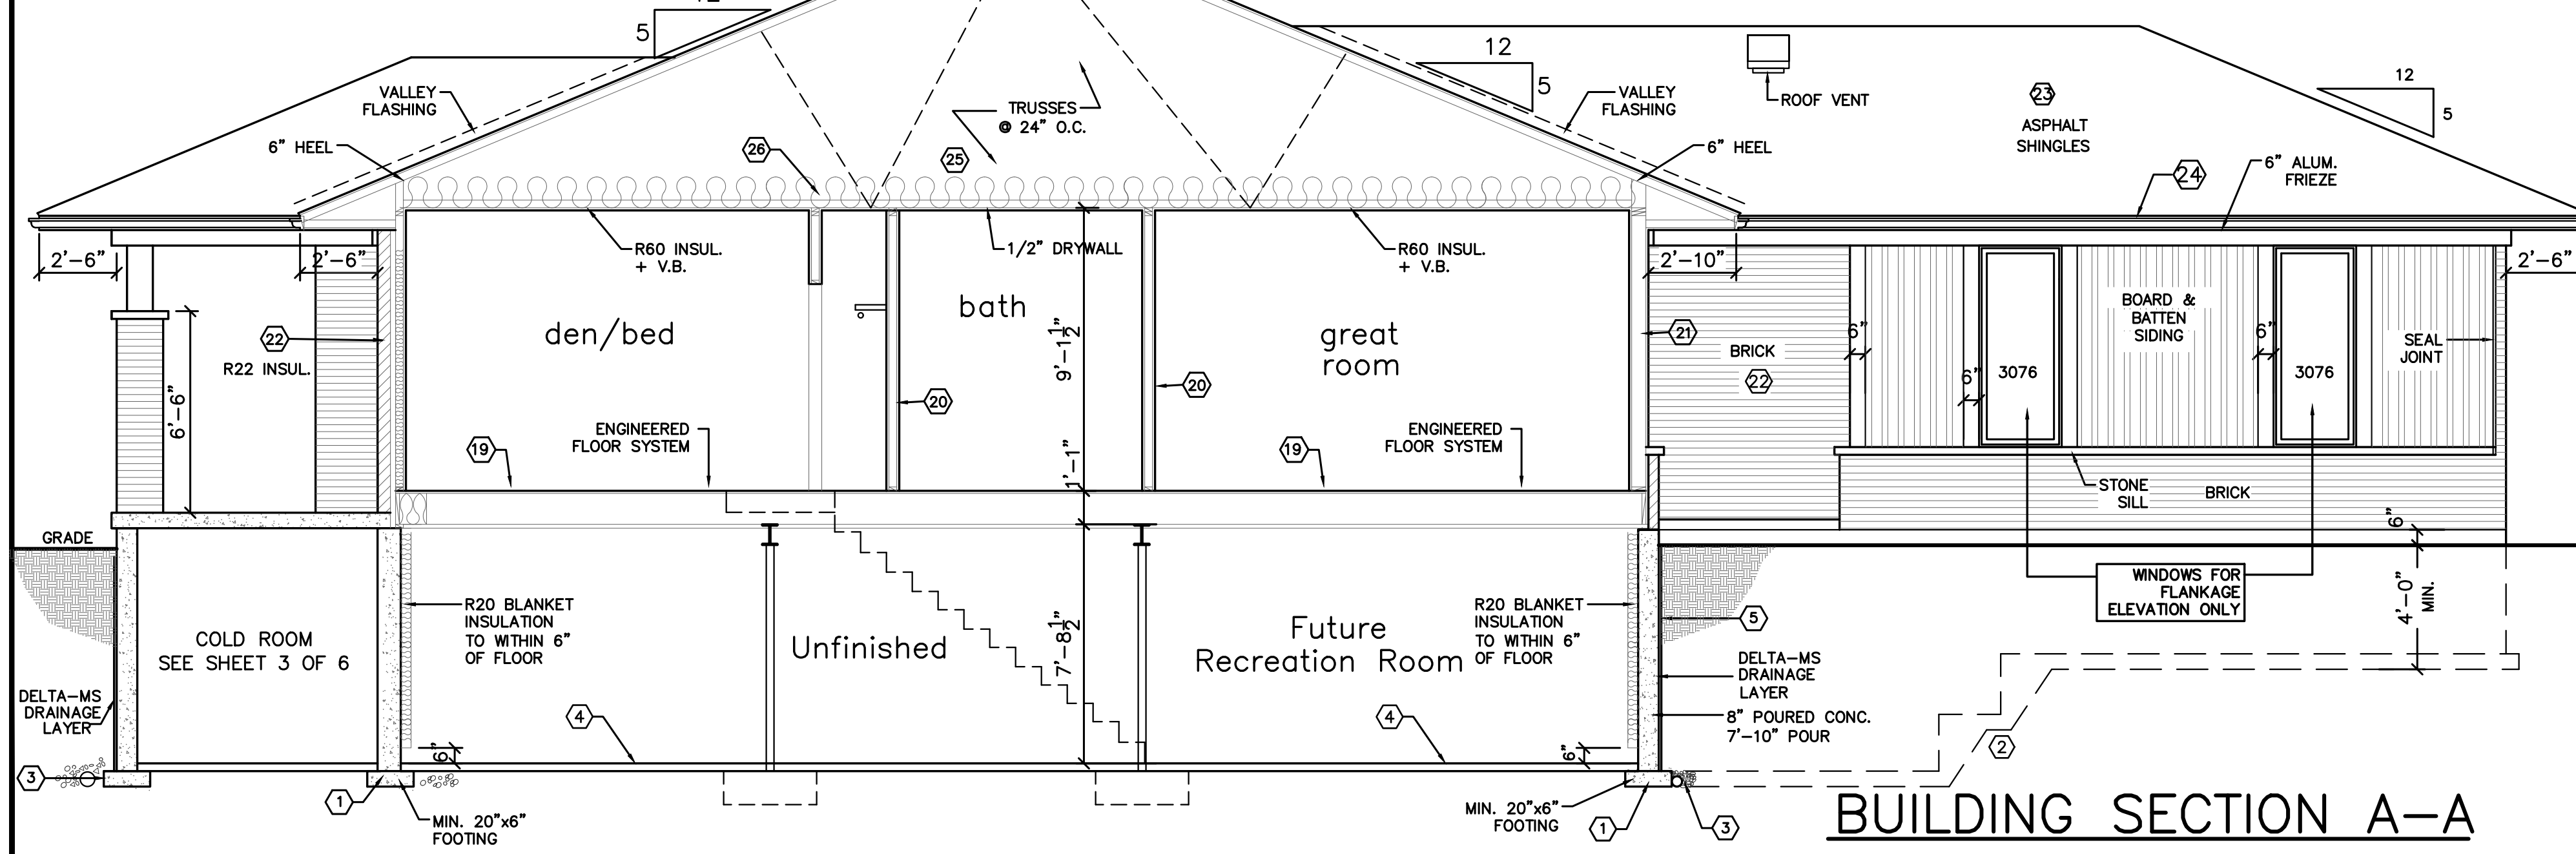 12
5
12
5
12
5
VALLEY
FLASHING
6" HEEL
TRUSSES
@ 24" O.C.
VALLEY
FLASHING
ROOF VENT
23
ASPHALT
SHINGLES
6" HEEL
6" ALUM.
FRIEZE
24
26
25
2'-6"
2'-6"
R60 INSUL.
+ V.B.
1/2" DRYWALL
R60 INSUL.
+ V.B.
2'-10"
2'-6"
22
R22 INSUL.
den/bed
bath
great
room
9'-1 1/2"
21
BRICK
22
6"
6"
3076
BOARD &
BATTEN
SIDING
6"
3076
SEAL
JOINT
6'-6"
20
20
19
ENGINEERED
FLOOR SYSTEM
1'-1"
19
ENGINEERED
FLOOR SYSTEM
STONE
SILL
BRICK
GRADE
6"
COLD ROOM
SEE SHEET 3 OF 6
R20 BLANKET
INSULATION
TO WITHIN 6"
OF FLOOR
Unfinished
7'-8 1/2"
Future
Recreation Room
R20 BLANKET
INSULATION
TO WITHIN 6"
OF FLOOR
5
WINDOWS FOR
FLANKAGE
ELEVATION ONLY
4'-0"
MIN.
DELTA-MS
DRAINAGE
LAYER
DELTA-MS
DRAINAGE
LAYER
8" POURED CONC.
7'-10" POUR
4
4
6"
6"
2
3
1
MIN. 20"x6"
FOOTING
MIN. 20"x6"
FOOTING
1
3
BUILDING SECTION A-A